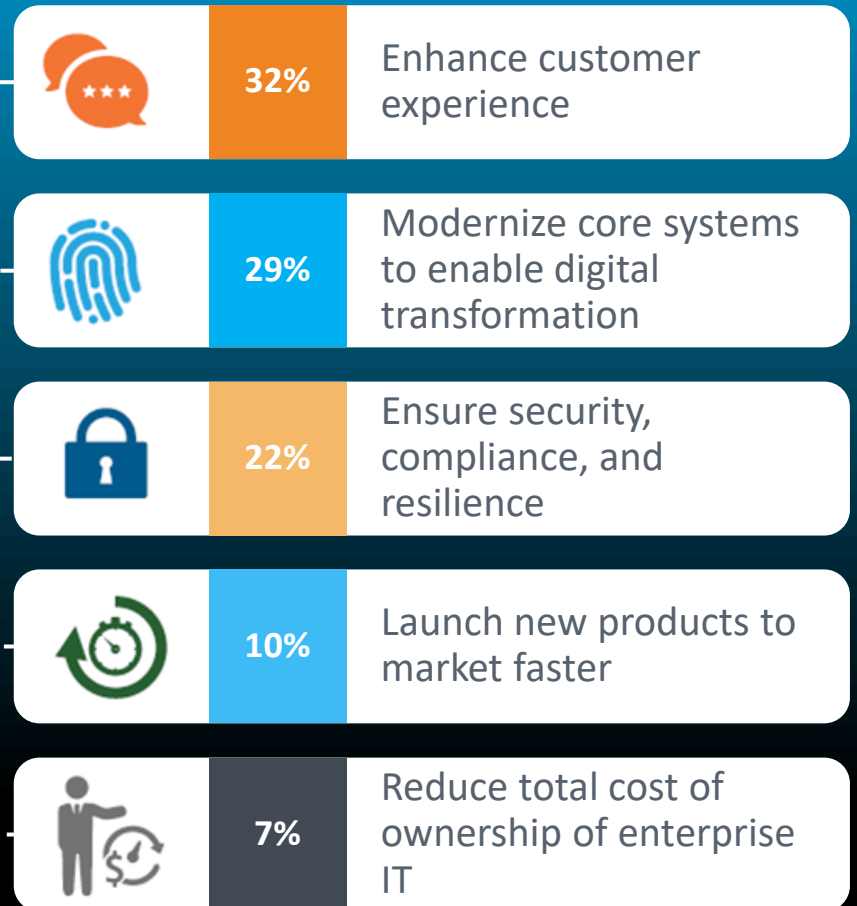 32%
Enhance customer
experience
29%
Modernize core systems
to enable digital
transformation
22%
Ensure security,
compliance, and
resilience
10%
Launch new products to
market faster
7%
Reduce total cost of
ownership of enterprise
IT
$